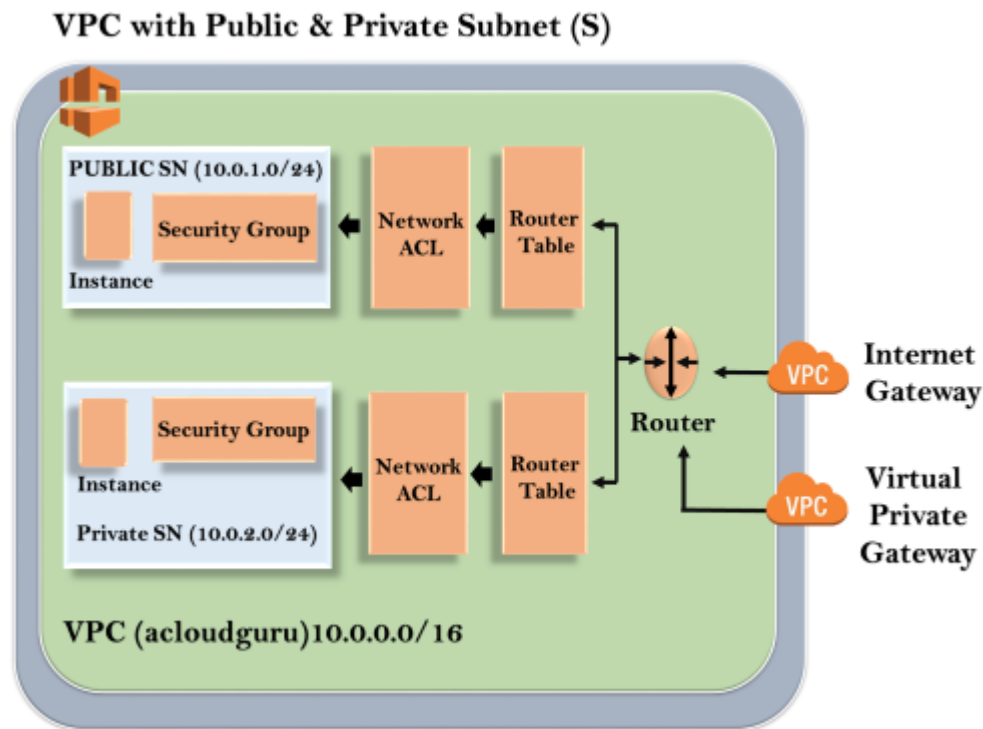 VPC with Public & Private Subnet (S)
PUBLIC SN (10.0.1.0/24)
Security Group
Instance
Network
ACL
Router
Table
Internet
Gateway
VPC
Router
Security Group
Instance
Private SN (10.0.2.0/24)
Network
ACL
Router
Table
VPC
Virtual
Private
Gateway
VPC (acloudguru)10.0.0.0/16